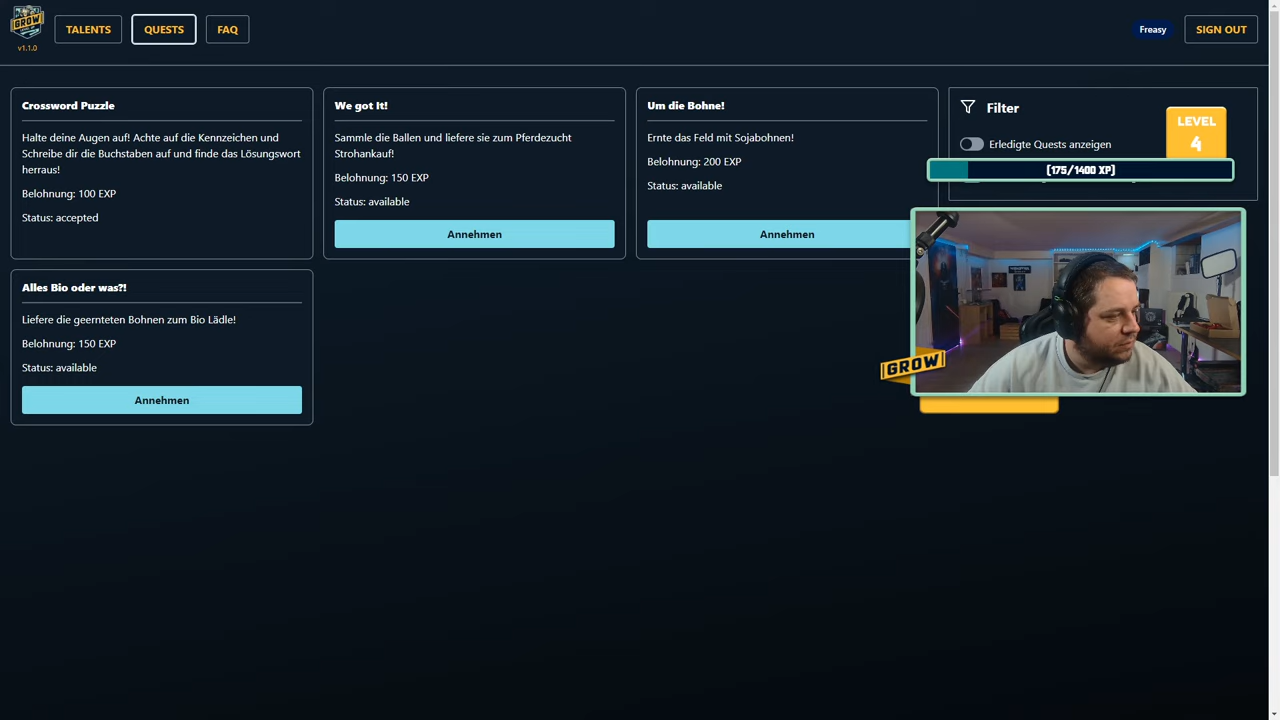 GROW
v1.1.0
TALENTS
QUESTS
FAQ
Freasy
SIGN OUT
Crossword Puzzle
Halte deine Augen auf! Achte auf die Kennzeichen und
Schreibe dir die Buchstaben auf und finde das Lösungswort
herraus!
Belohnung: 100 EXP
Status: accepted
We got It!
Sammle die Ballen und liefere sie zum Pferdezucht
Strohankauf!
Belohnung: 150 EXP
Status: available
Annehmen
Um die Bohne!
Ernte das Feld mit Sojabohnen!
Belohnung: 200 EXP
Status: available
Annehmen
Filter
Erledigte Quests anzeigen
LEVEL
4
[175/1400 XP]
Alles Bio oder was?!
Liefere die geernteten Bohnen zum Bio Lädle!
Belohnung: 150 EXP
Status: available
Annehmen
GROW